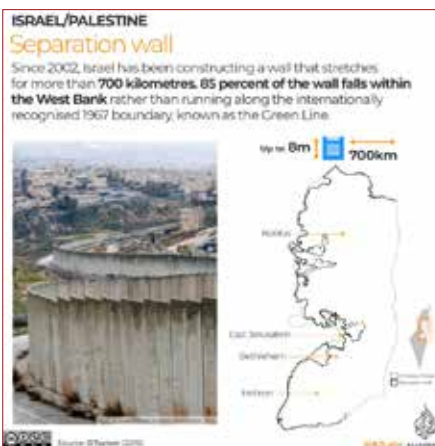 ISRAEL/PALESTINE
Separation wall
Since 2002, Israel has been constructing a wall that stretches
for more than 700 kilometres. 85 percent of the wall falls within
the West Bank rather than running along the internationally
recognised 1967 boundary, known as the Green Line.
Up to 8m
700km
East Jerusalem
Bethlehem
Hebron
Source: B'Tselem